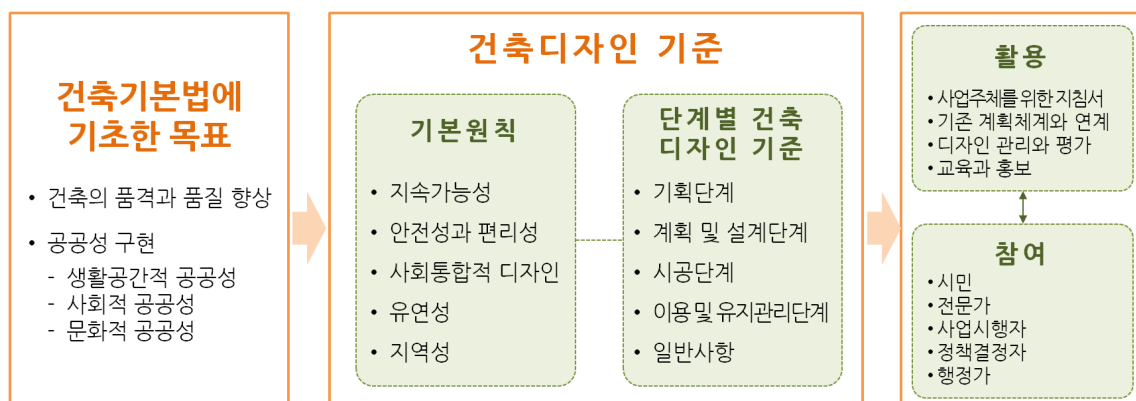 건축기본법에
기초한 목표
• 건축의 품격과 품질 향상
• 공공성 구현
- 생활공간적 공공성
- 사회적 공공성
- 문화적 공공성
건축디자인 기준
기본원칙
• 지속가능성
• 안전성과 편리성
• 사회통합적 디자인
• 유연성
• 지역성
단계별 건축
디자인 기준
• 기획단계
• 계획 및 설계단계
• 시공단계
• 이용 및 유지관리단계
• 일반사항
활용
• 사업주체를 위한 지침서
• 기존 계획체계와 연계
• 디자인 관리와 평가
• 교육과 홍보
참여
• 시민
• 전문가
• 사업시행자
• 정책결정자
• 행정가